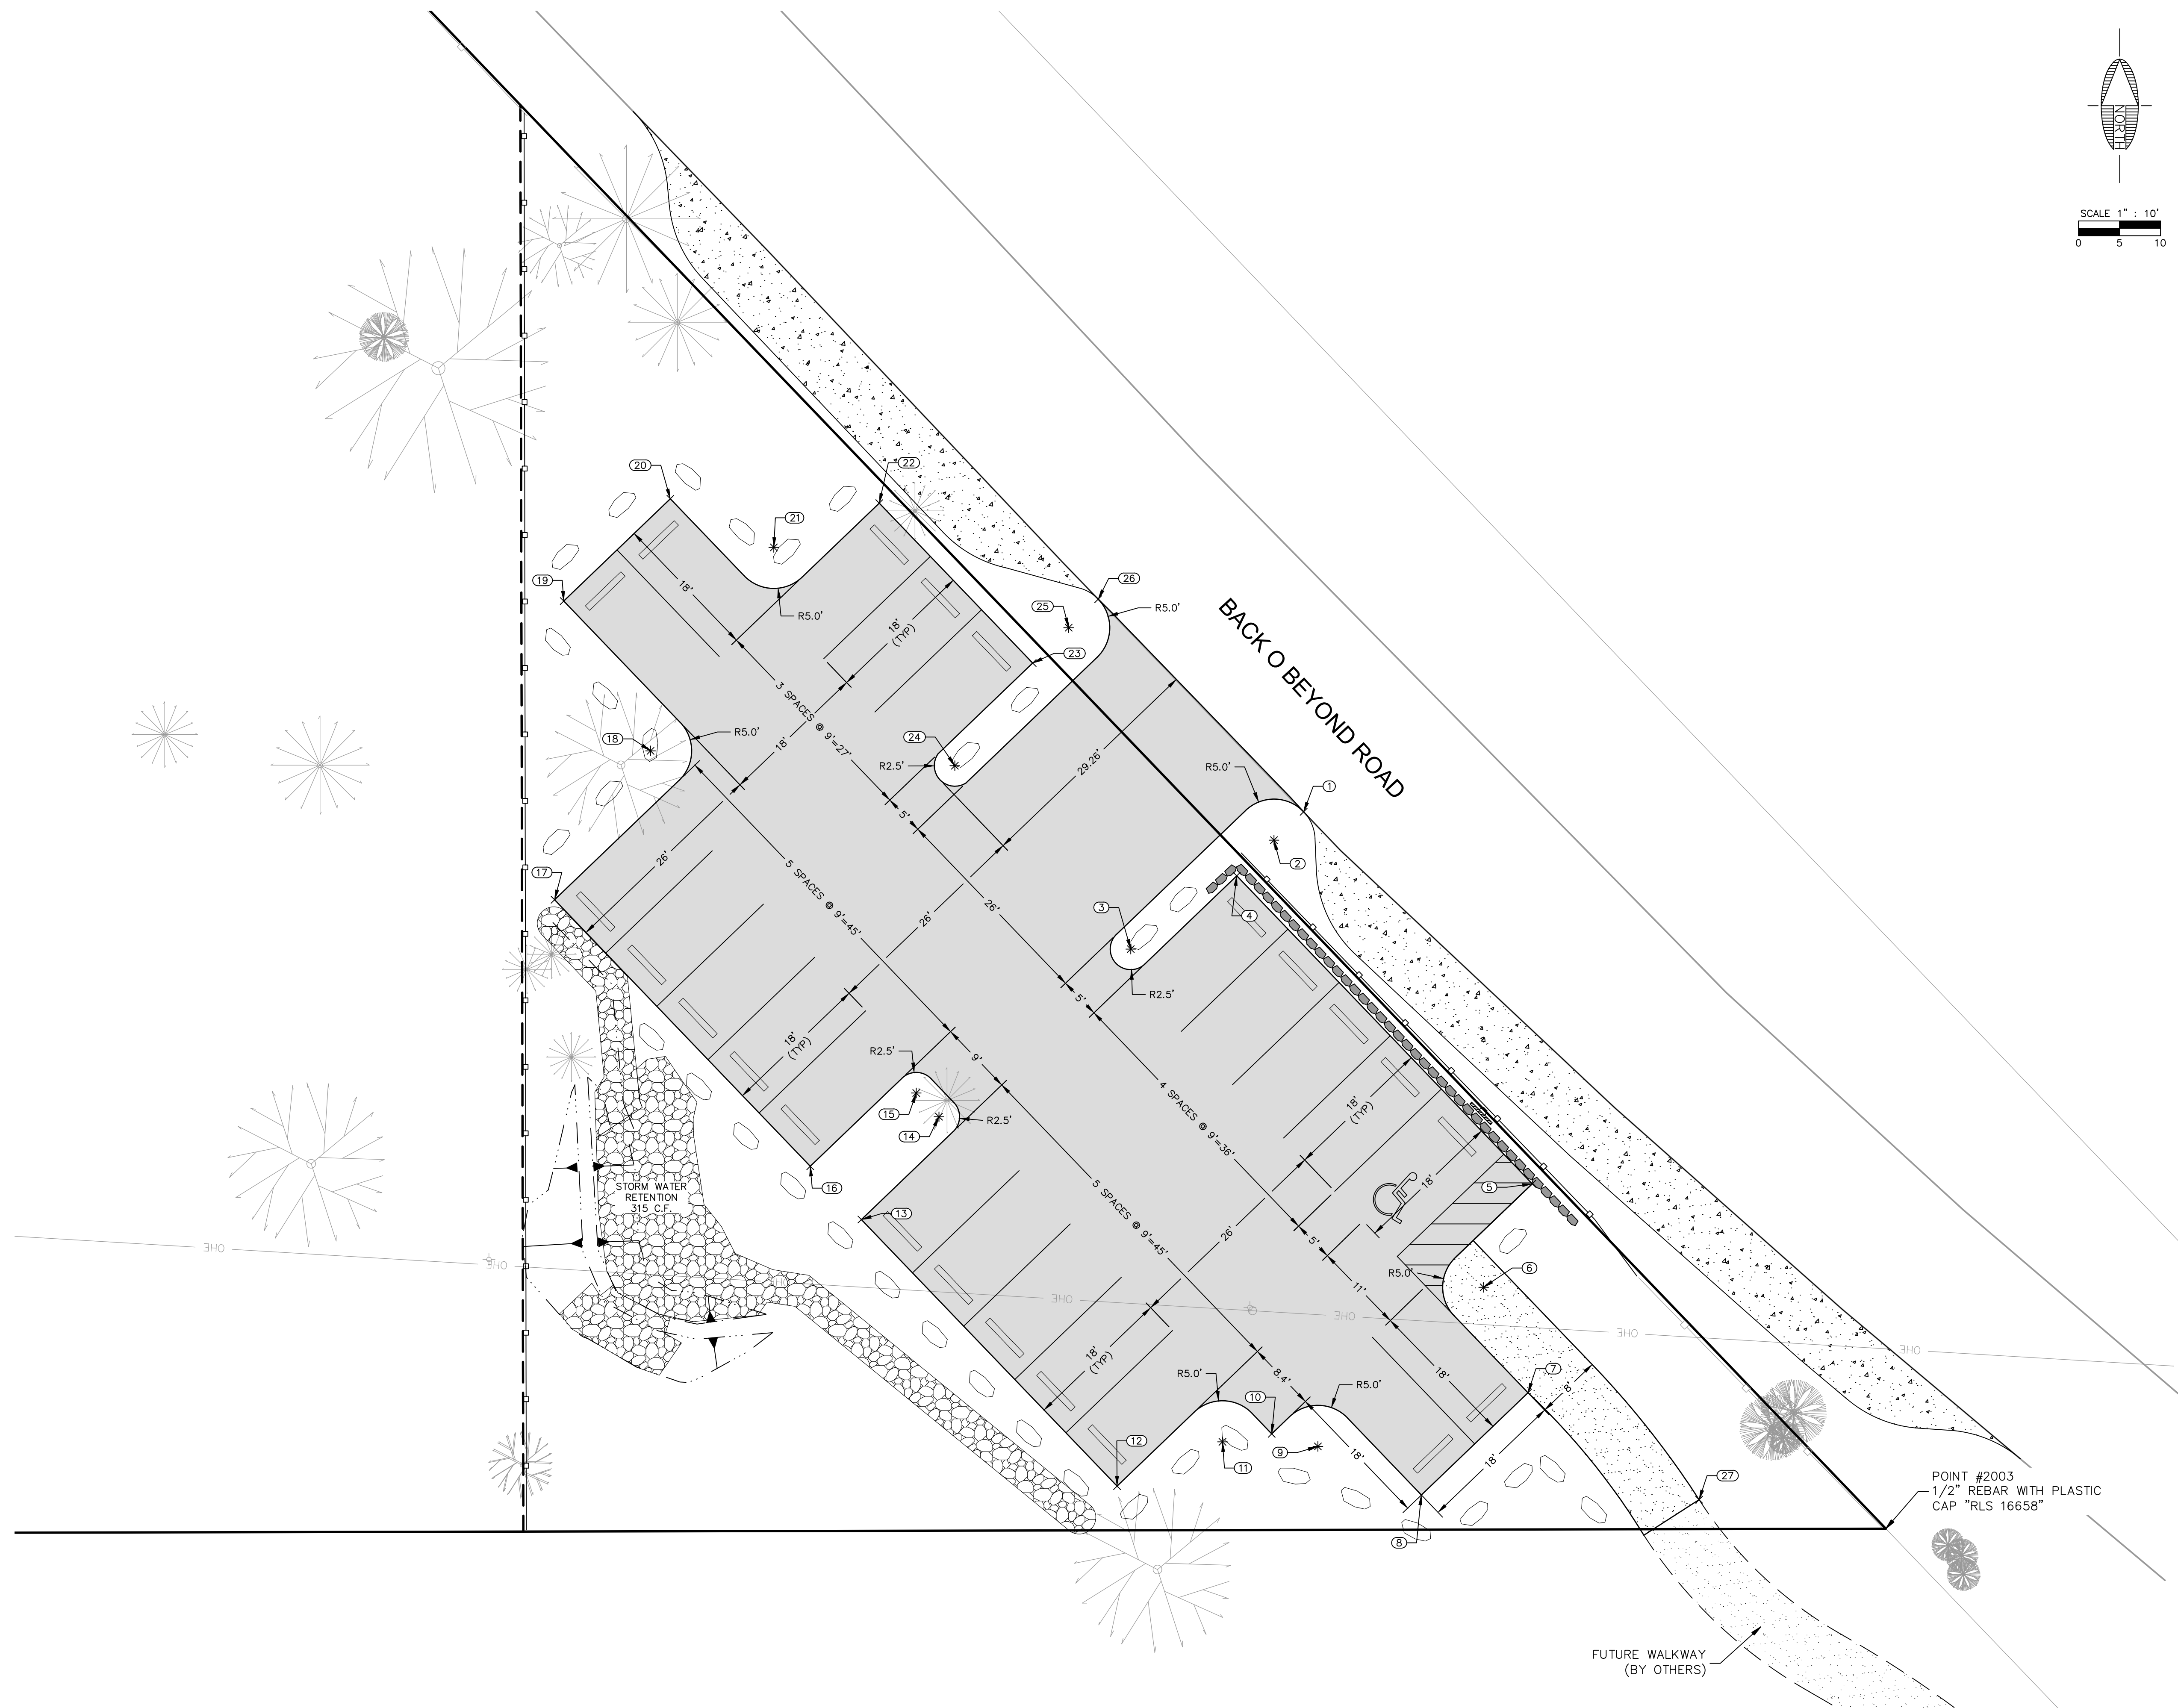 NORTH
SCALE 1" : 10'
0 5 10
20
22
21
19
18'
R5.0'
26
25
R5.0'
18'
(TYP)
23
BACK O BEYOND ROAD
3 SPACES @ 9'=27'
18
R5.0'
18'
24
R2.5'
29.26'
R5.0'
1
5'
2
26'
5 SPACES @ 9'=45'
17
26'
26'
3
4
R2.5'
5'
18'
(TYP)
R2.5'
9'
15
14
R2.5'
4 SPACES @ 9'=36'
18'
(TYP)
16
STORM WATER
RETENTION
315 C.F.
5
18'
13
5 SPACES @ 9'=45'
26'
5'
OHE
OHE
OHE
OHE
OHE
OHE
OHE
6
R5.0'
11'
18'
(TYP)
R5.0'
8.4'
R5.0'
18'
7
8'
10
12
11
9
18'
18'
27
8
POINT #2003
1/2" REBAR WITH PLASTIC
CAP "RLS 16658"
FUTURE WALKWAY
(BY OTHERS)